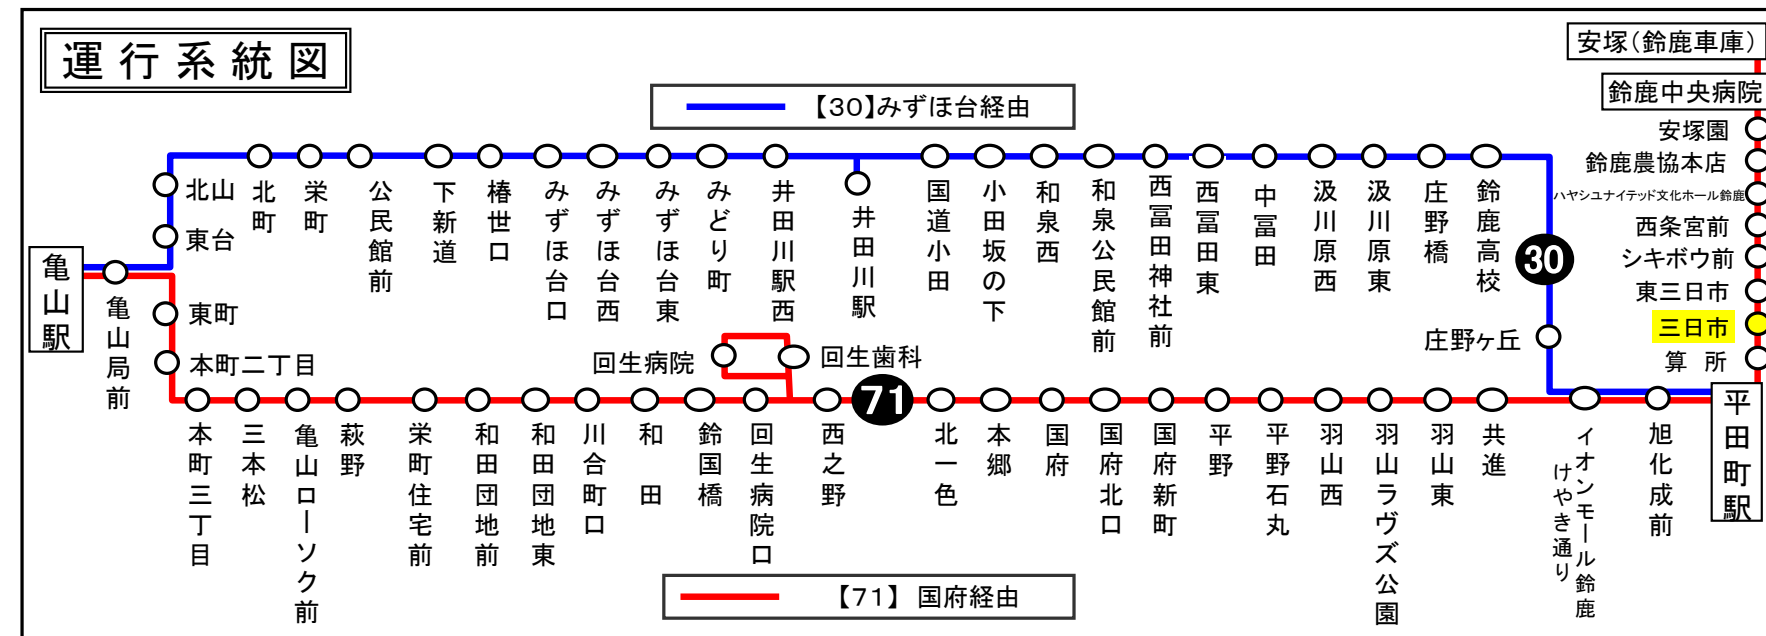 運行系統図
【30】みずほ台経由
安塚(鈴鹿車庫)
鈴鹿中央病院
安塚園
鈴鹿農協本店
ハヤシユナイテッド文化ホール鈴鹿
西条宮前
シキボウ前
東三日市
三日市
算所
平田町駅
亀山駅
亀山局前
東台
北山
北町
栄町
公民館前
下新道
椿世口
みずほ台口
みずほ台西
みずほ台東
みどり町
井田川駅西
井田川駅
国道小田
小田坂の下
和泉西
和泉公民館前
西冨田神社前
西冨田東
中冨田
汲川原西
汲川原東
庄野橋
鈴鹿高校
30
庄野ヶ丘
東町
本町二丁目
本町三丁目
三本松
亀山ローソク前
萩野
栄町住宅前
和田団地前
和田団地東
川合町口
和田
鈴国橋
回生病院口
回生病院
回生歯科
西之野
71
北一色
本郷
国府
国府北口
国府新町
平野
平野石丸
羽山西
羽山ラヴズ公園
羽山東
共進
イオンモール鈴鹿
けやき通り
旭化成前
【71】国府経由